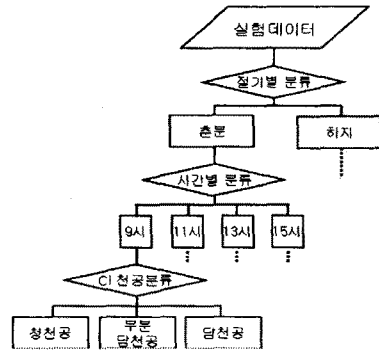 실험데이터
절기별 분류
춘분 하지
시간별 분류
9시 11시 13시 15시
CI 천공분류
청천공 부분 담천공
담천공